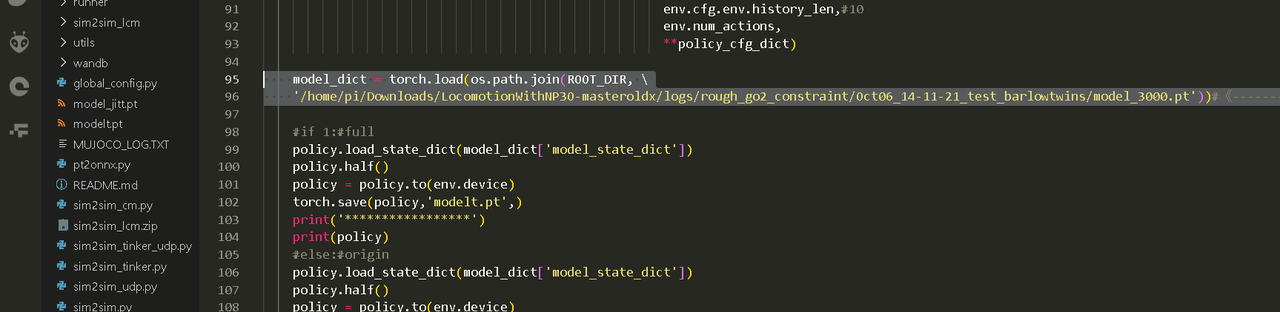 runner
sim2sim_lcm
utils
wandb
global_config.py
model_jitt.pt
modelt.pt
MUJOCO_LOG.TXT
pt2onnx.py
README.md
sim2sim_cm.py
sim2sim_lcm.zip
sim2sim_tinker_udp.py
sim2sim_tinker.py
sim2sim_udp.py
sim2sim.py
91 env.cfg.env.history_len,#10
92 env.num_actions,
93 **policy_cfg_dict)
94
95 model_dict = torch.load(os.path.join(ROOT_DIR, \
96 '/home/pi/Downloads/LocomotionWithNP3O-masteroldx/logs/rough_go2_constraint/Oct06_14-11-21_test_barlowtwins/model_3000.pt'))#《------
97
98 #if 1:#full
99 policy.load_state_dict(model_dict['model_state_dict'])
100 policy.half()
101 policy = policy.to(env.device)
102 torch.save(policy,'modelt.pt',)
103 print('*****************')
104 print(policy)
105 #else:#origin
106 policy.load_state_dict(model_dict['model_state_dict'])
107 policy.half()
108 policy = policy.to(env.device)